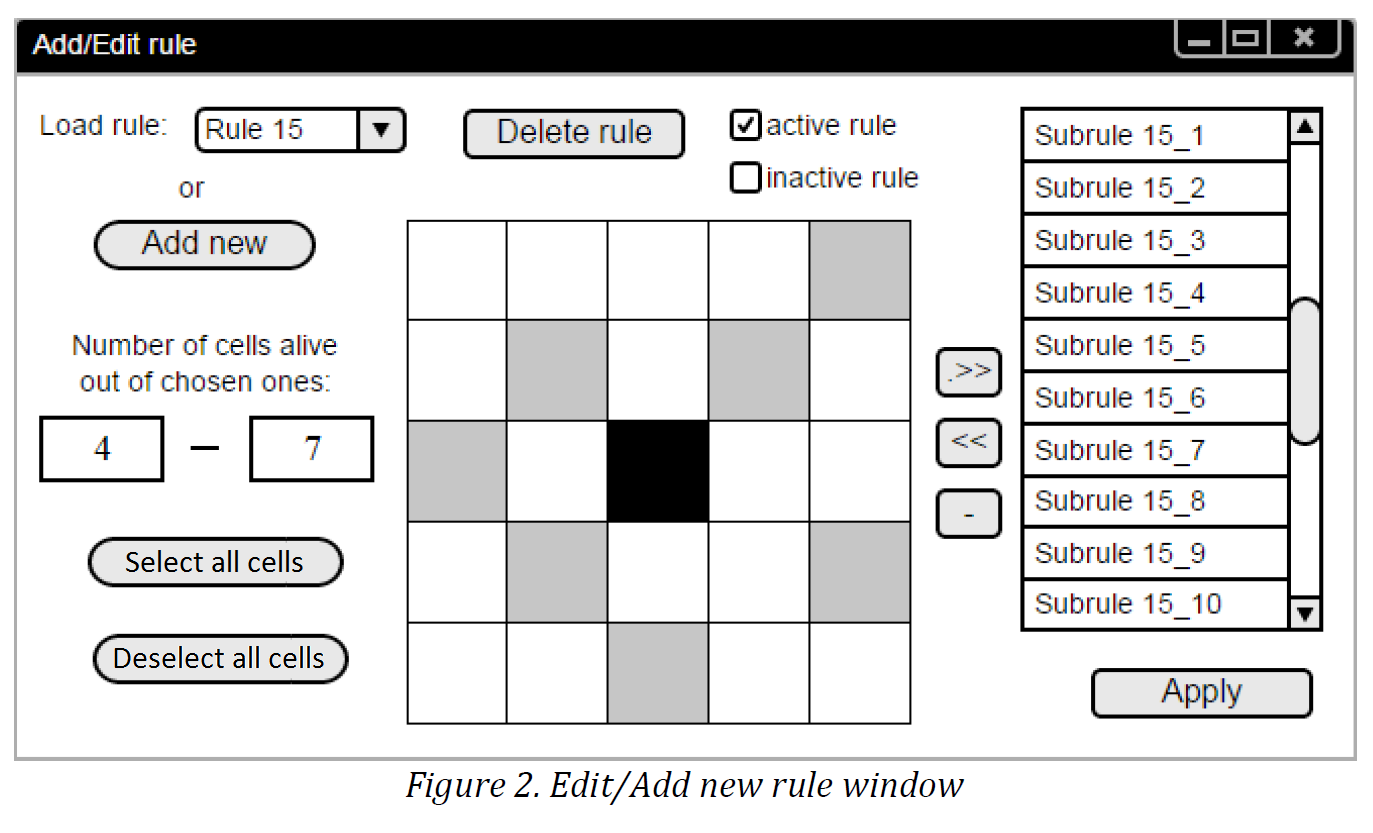 Add/Edit rule
Load rule: Rule 15
or
Add new
Delete rule
active rule
inactive rule
Number of cells alive
out of chosen ones:
4 – 7
Select all cells
Deselect all cells
.>>
<<
-
Subrule 15_1
Subrule 15_2
Subrule 15_3
Subrule 15_4
Subrule 15_5
Subrule 15_6
Subrule 15_7
Subrule 15_8
Subrule 15_9
Subrule 15_10
Apply
Figure 2. Edit/Add new rule window